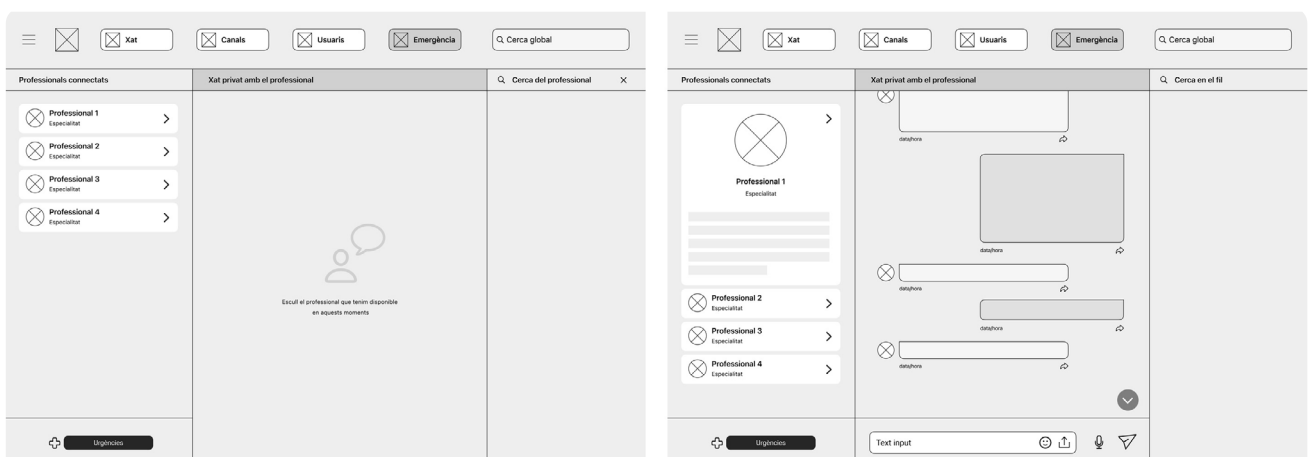 Xat
Canals
Usuaris
Emergència
Cerca global
Professionals connectats
Xat privat amb el professional
Cerca del professional
Professional 1
Especialitat
Professional 2
Especialitat
Professional 3
Especialitat
Professional 4
Especialitat
Escull el professional que tenim disponible
en aquests moments
Urgències
Xat
Canals
Usuaris
Emergència
Cerca global
Professionals connectats
Xat privat amb el professional
Cerca en el fil
Professional 1
Especialitat
Professional 2
Especialitat
Professional 3
Especialitat
Professional 4
Especialitat
Urgències
data/hora
data/hora
data/hora
data/hora
data/hora
Text input